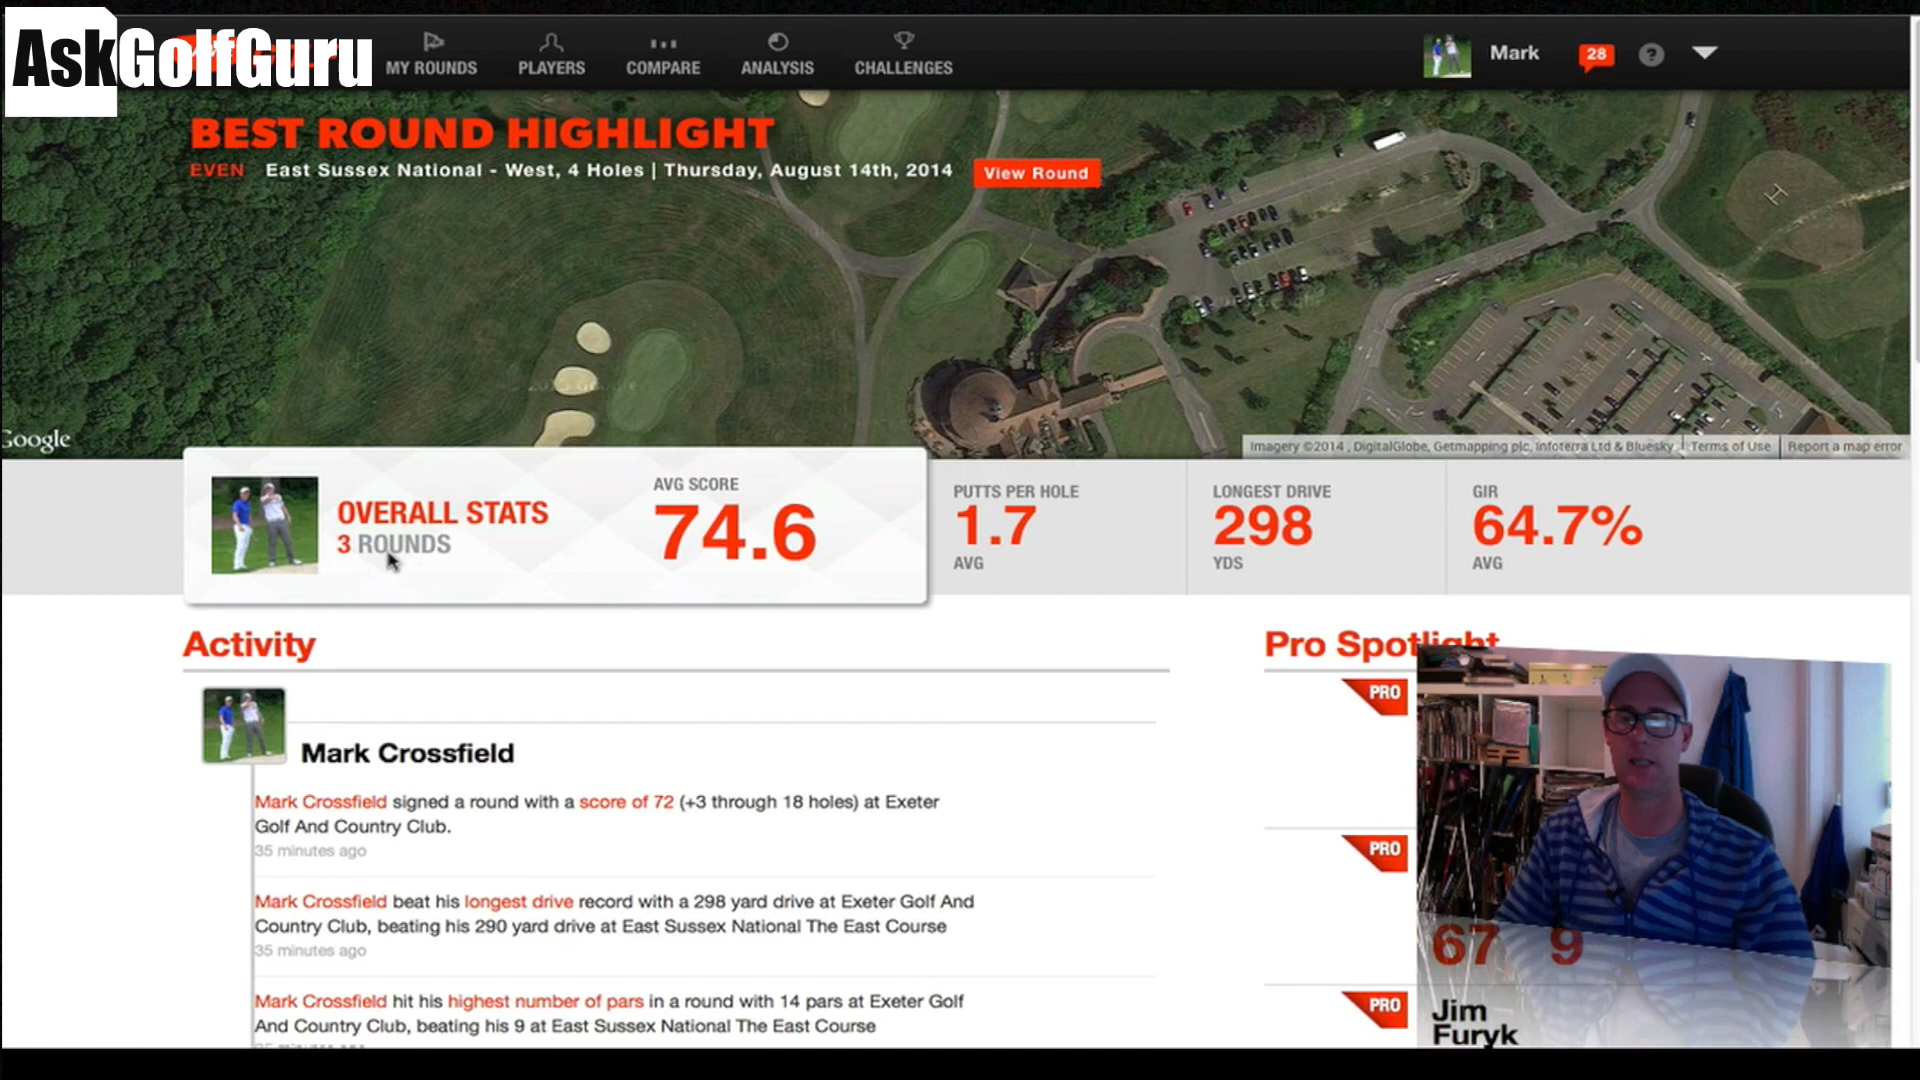 AskGolfGuru
MY ROUNDS
PLAYERS
COMPARE
ANALYSIS
CHALLENGES
Mark
28
?
BEST ROUND HIGHLIGHT
EVEN East Sussex National - West, 4 Holes | Thursday, August 14th, 2014
View Round
H
Google
Imagery ©2014 , DigitalGlobe, Getmapping plc, Infoterra Ltd & Bluesky
Terms of Use
Report a map error
OVERALL STATS
3 ROUNDS
AVG SCORE
74.6
PUTTS PER HOLE
1.7
AVG
LONGEST DRIVE
298
YDS
GIR
64.7%
AVG
Activity
Mark Crossfield
Mark Crossfield signed a round with a score of 72 (+3 through 18 holes) at Exeter
Golf And Country Club.
35 minutes ago
Mark Crossfield beat his longest drive record with a 298 yard drive at Exeter Golf And
Country Club, beating his 290 yard drive at East Sussex National The East Course
35 minutes ago
Mark Crossfield hit his highest number of pars in a round with 14 pars at Exeter Golf
And Country Club, beating his 9 at East Sussex National The East Course
Pro Spotlight
PRO
PRO
67 9
PRO
Jim
Furyk